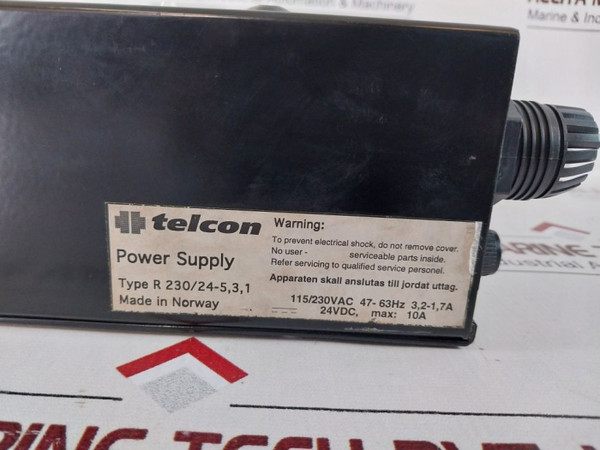 telcon
Power Supply
Type R 230/24-5,3,1
Made in Norway
Warning:
To prevent electrical shock, do not remove cover.
No user - serviceable parts inside.
Refer servicing to qualified service personel.
Apparaten skall anslutas till jordat uttag.
115/230VAC 47-63Hz 3,2-1,7A
24VDC, max: 10A
& Machinery
Marine &